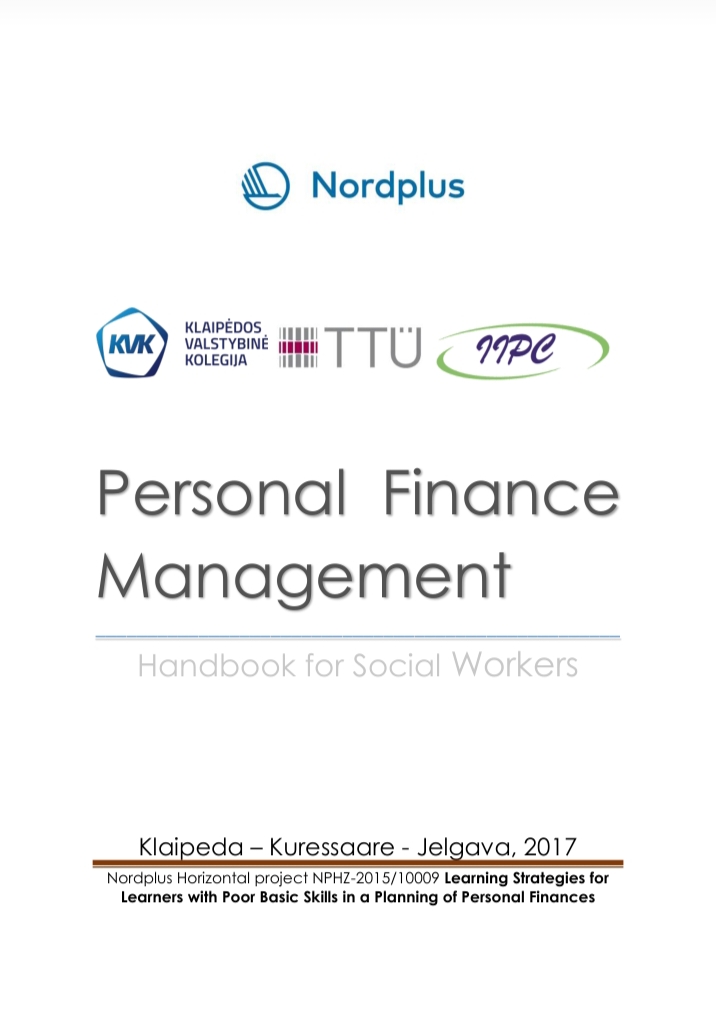 Nordplus
KVK
KLAIPĖDOS
VALSTYBINĖ
KOLEGIJA
TTÜ
IIPC
Personal Finance
Management
Handbook for Social Workers
Klaipeda – Kuressaare - Jelgava, 2017
Nordplus Horizontal project NPHZ-2015/10009 Learning Strategies for
Learners with Poor Basic Skills in a Planning of Personal Finances